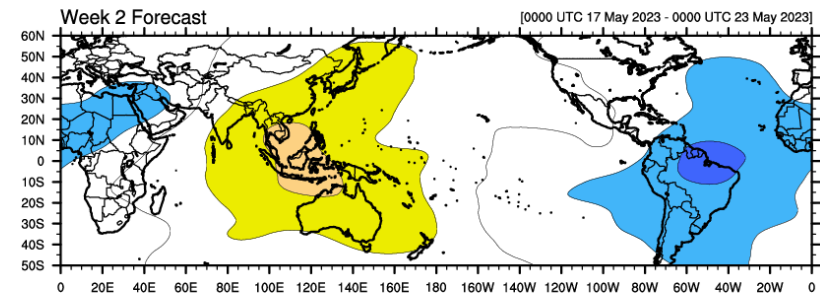 Week 2 Forecast
[0000 UTC 17 May 2023 - 0000 UTC 23 May 2023]
60N
50N
40N
30N
20N
10N
0
10S
20S
30S
40S
50S
0 20E 40E 60E 80E 100E 120E 140E 160E 180 160W 140W 120W 100W 80W 60W 40W 20W 0